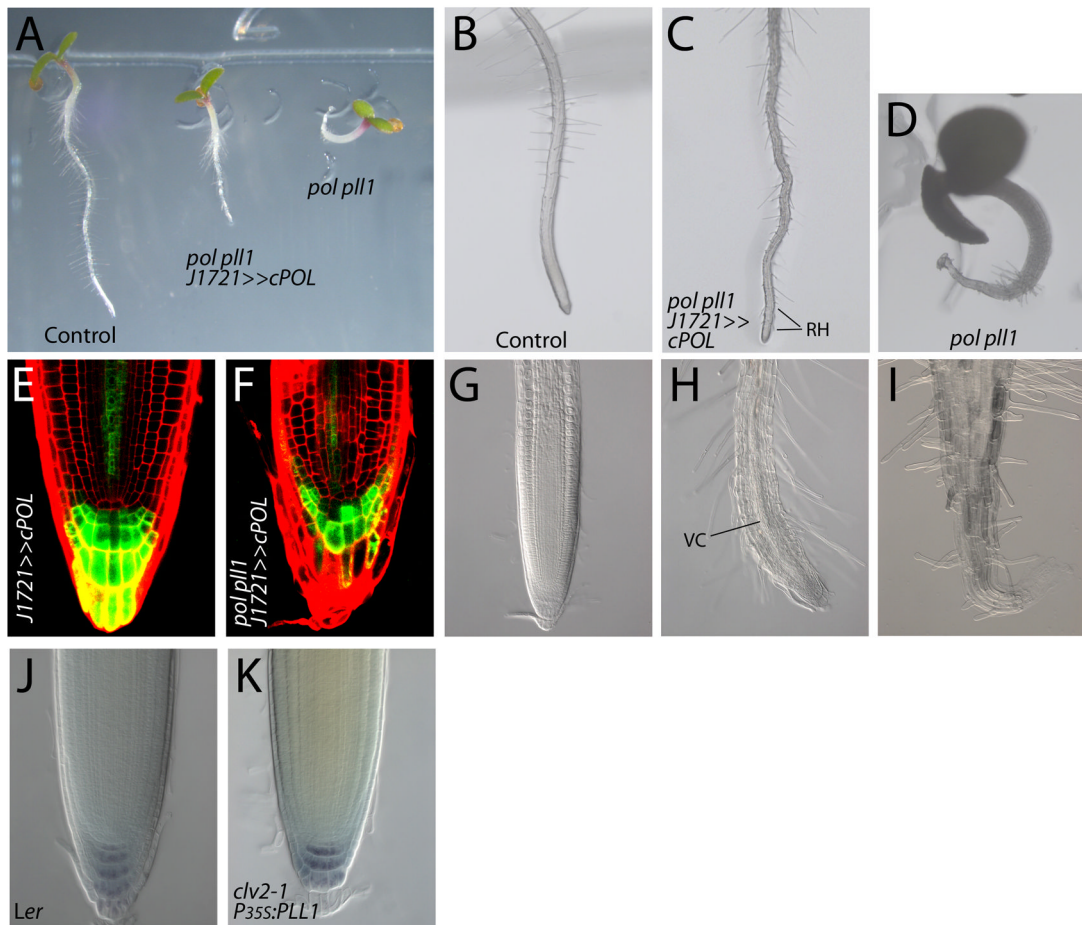 A
pol pll1
pol pll1
J1721>>cPOL
Control
B
Control
C
pol pll1
J1721>>
cPOL
RH
D
pol pll1
E
J1721>>cPOL
F
pol pll1
J1721>>cPOL
G
H
VC
I
J
Ler
K
clv2-1
P35S:PLL1